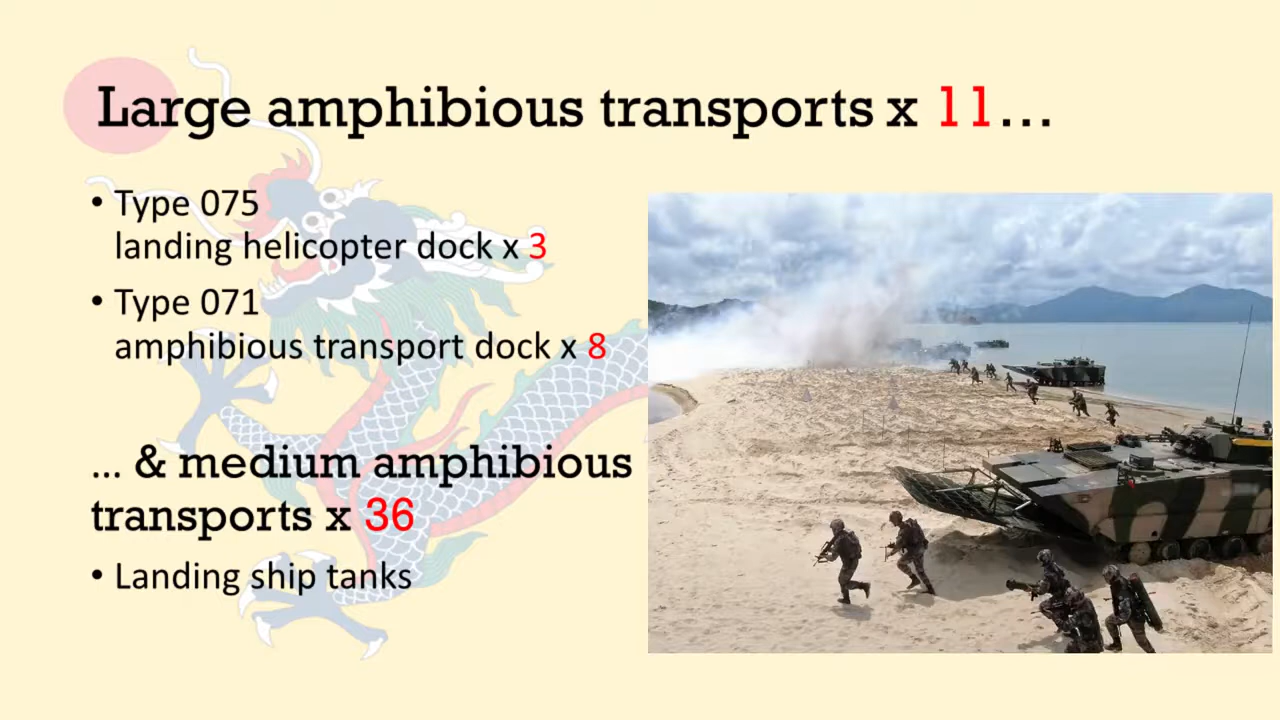 Large amphibious transports x 11...
• Type 075
landing helicopter dock x 3
• Type 071
amphibious transport dock x 8
... & medium amphibious
transports x 36
• Landing ship tanks